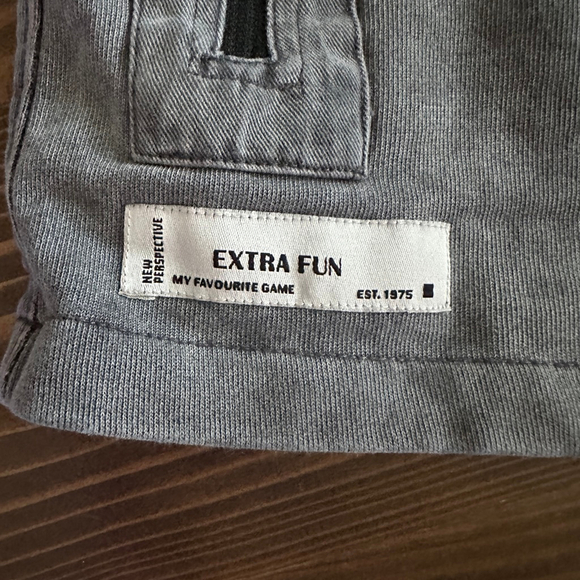 NEW
PERSPECTIVE
EXTRA FUN
MY FAVOURITE GAME
EST. 1975